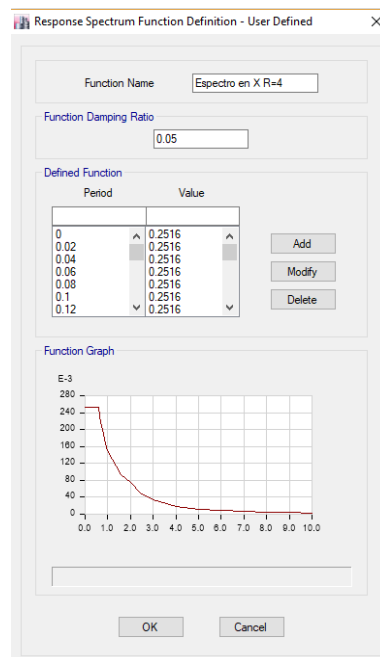 Response Spectrum Function Definition - User Defined
Function Name
Espectro en X R=4
Function Damping Ratio
0.05
Defined Function
Period Value
0 0.2516
0.02 0.2516
0.04 0.2516
0.06 0.2516
0.08 0.2516
0.1 0.2516
0.12 0.2516
Add
Modify
Delete
Function Graph
E-3
280
240
200
160
120
80
40
0
0.0 1.0 2.0 3.0 4.0 5.0 6.0 7.0 8.0 9.0 10.0
OK Cancel